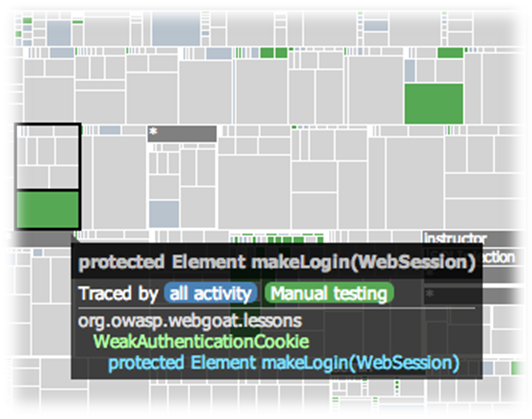 *
Instructor
*
protected Element makeLogin(WebSession)
Traced by all activity Manual testing
org.owasp.webgoat.lessons
WeakAuthenticationCookie
protected Element makeLogin(WebSession)